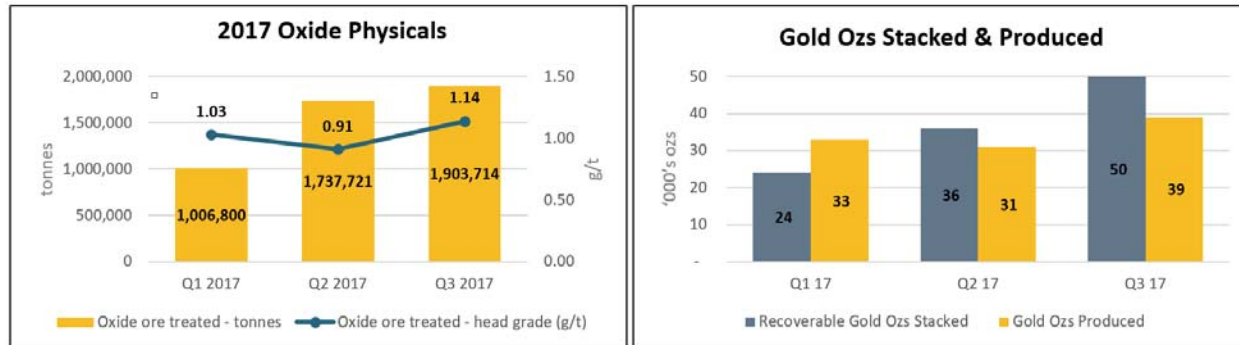 2017 Oxide Physicals
2,000,000
1,500,000
1,000,000
500,000
0
tonnes
1.50
1.00
0.50
0.00
g/t
1.03
0.91
1.14
1,006,800
1,737,721
1,903,714
Q1 2017
Q2 2017
Q3 2017
Oxide ore treated - tonnes
Oxide ore treated - head grade (g/t)
Gold Ozs Stacked & Produced
50
40
30
20
10
-
'000's ozs
24
33
36
31
50
39
Q1 17
Q2 17
Q3 17
Recoverable Gold Ozs Stacked
Gold Ozs Produced